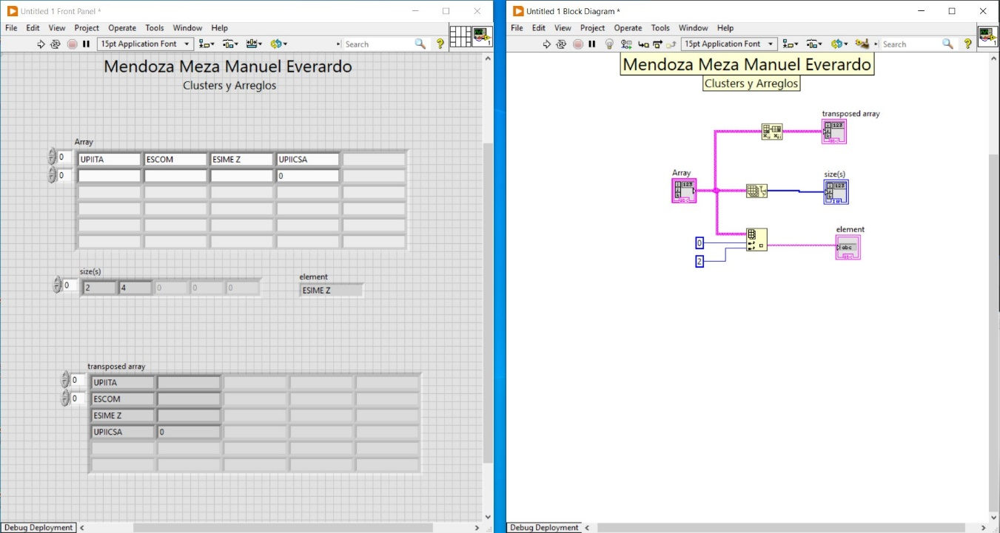 Untitled 1 Front Panel *
File Edit View Project Operate Tools Window Help
15pt Application Font
Search
Mendoza Meza Manuel Everardo
Clusters y Arreglos
Array
0 UPIITA ESCOM ESIME Z UPIICSA
0 0
size(s)
0 2 4 0 0 0
element
ESIME Z
transposed array
0 UPIITA
0 ESCOM
ESIME Z
UPIICSA 0
Debug Deployment
Untitled 1 Block Diagram *
File Edit View Project Operate Tools Window Help
15pt Application Font
Search
Mendoza Meza Manuel Everardo
Clusters y Arreglos
transposed array
Array
size(s)
element
0
2
abc
Debug Deployment